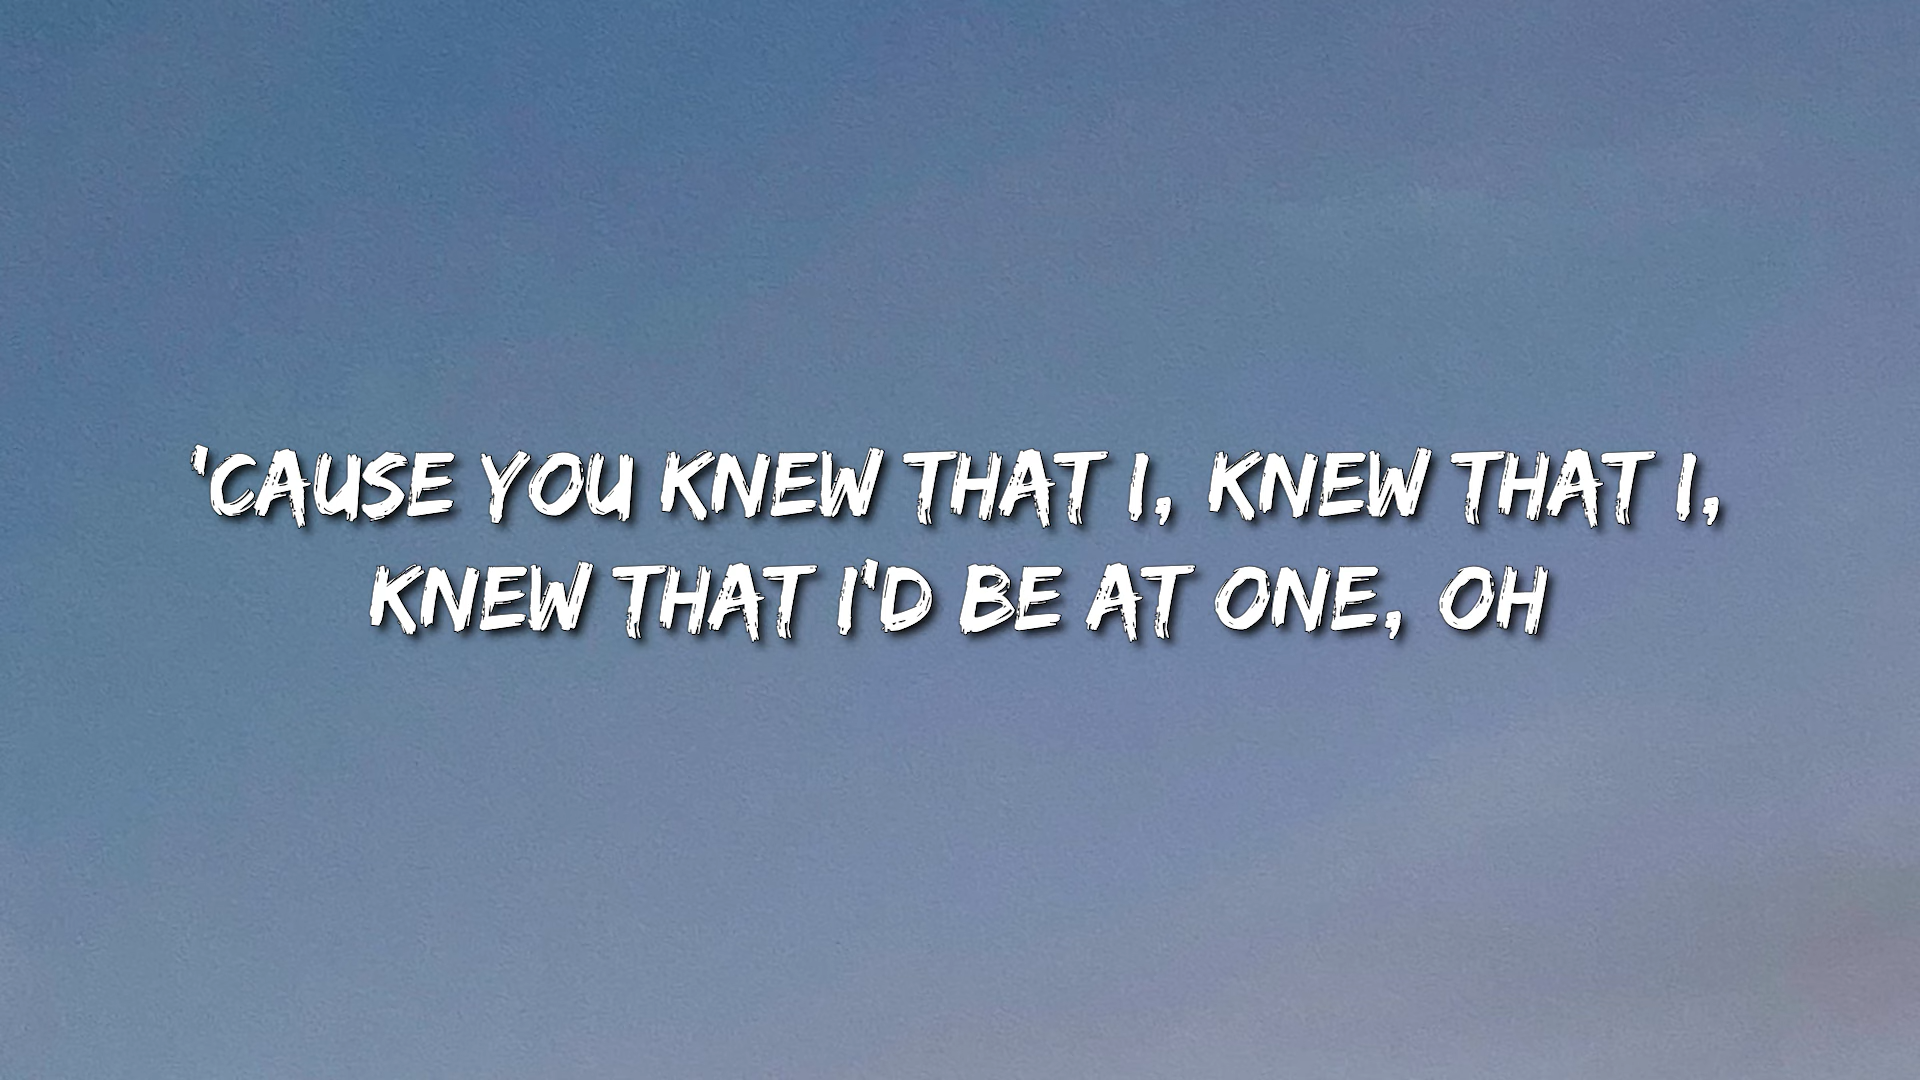 'CAUSE YOU KNEW THAT I, KNEW THAT I,
KNEW THAT I'D BE AT ONE, OH